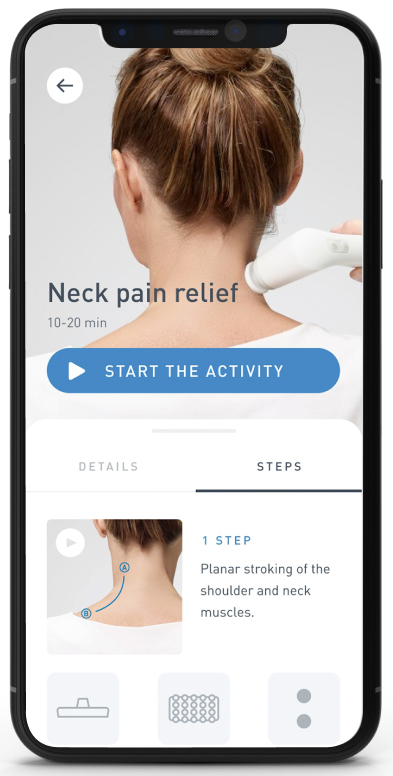 Neck pain relief
10-20 min
START THE ACTIVITY
DETAILS
STEPS
A
B
1 STEP
Planar stroking of the
shoulder and neck
muscles.